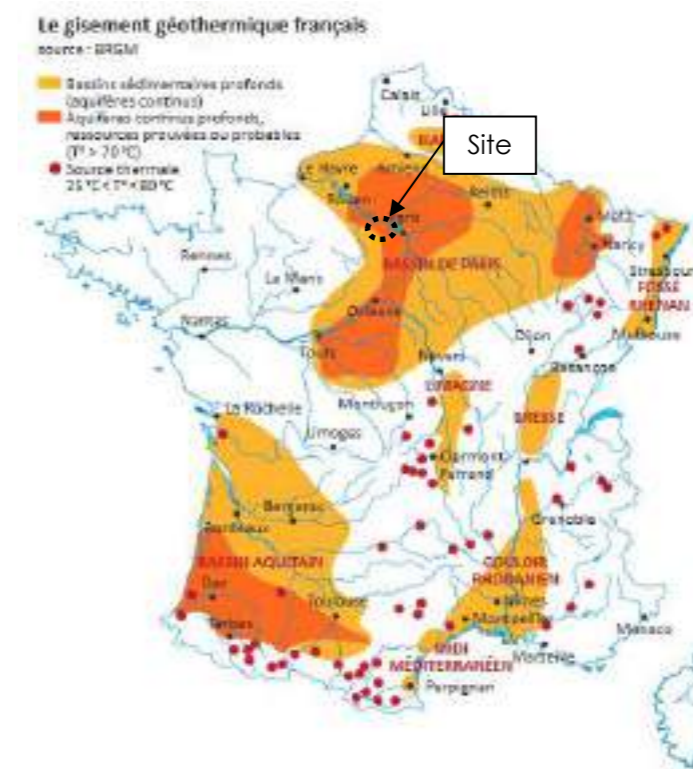 Le gisement géothermique français
source : BRGM
Bassins sédimentaires profonds
(aquifères continus)
Aquifères continus profonds,
ressources prouvées ou probables
(T° > 70 °C)
Source thermale
25 °C < T° < 80 °C
Site
Calais
Lille
Le Havre
Amiens
Rouen
Reims
Metz
Nancy
BASSIN DE PARIS
Strasbourg
FOSSÉ
RHÉNAN
Mulhouse
Rennes
Le Mans
Orléans
Nantes
Tours
Dijon
Besançon
Nevers
LIMAGNE
BRESSE
La Rochelle
Montluçon
Limoges
Clermont
Ferrand
Grenoble
Bergerac
Bordeaux
BASSIN AQUITAIN
COULOIR
RHODANIEN
Dax
Toulouse
Nîmes
Montpellier
Tarbes
Monaco
MIDI
MÉDITERRANÉEN
Marseille
Perpignan